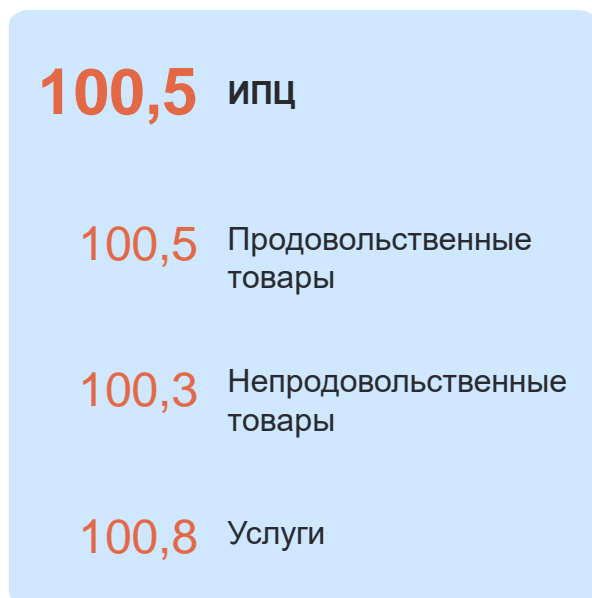 100,5 ИПЦ
100,5 Продовольственные
товары
100,3 Непродовольственные
товары
100,8 Услуги